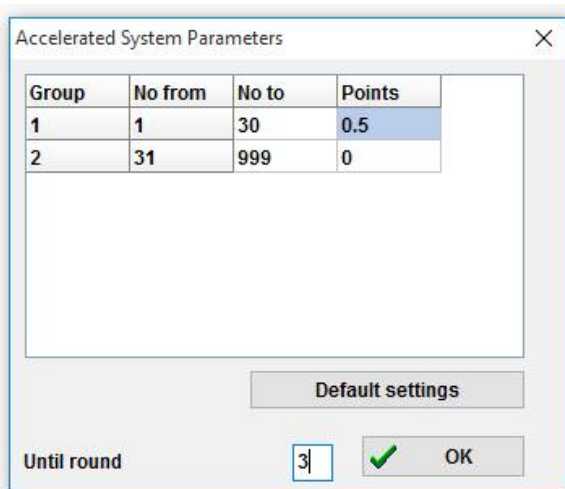 Accelerated System Parameters
Group No from No to Points
1 1 30 0.5
2 31 999 0
Default settings
Until round 3 OK